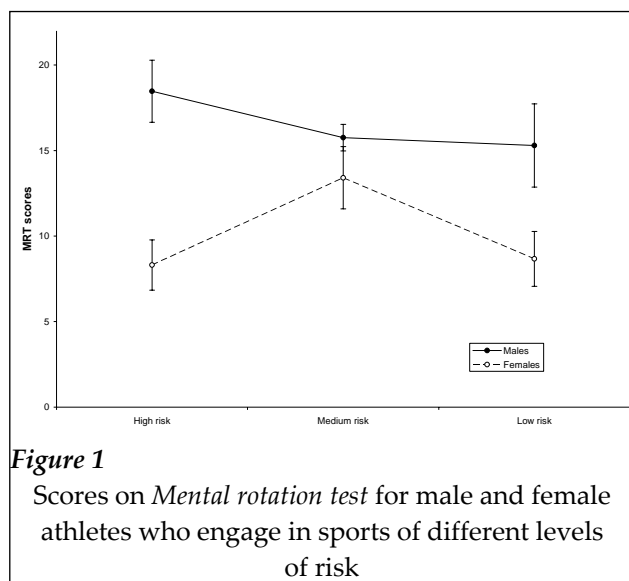 20
15
MRT scores
10
5
Males
Females
0
High risk Medium risk Low risk
Figure 1
Scores on Mental rotation test for male and female
athletes who engage in sports of different levels
of risk